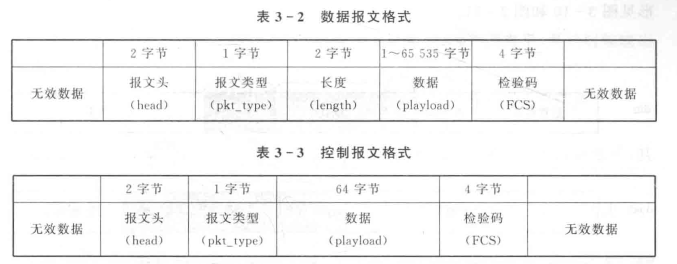 表 3-2 数据报文格式
2 字节 1 字节 2 字节 1~65 535 字节 4 字节
无效数据 报文头 报文类型 长度 数据 检验码 无效数据
(head) (pkt_type) (length) (playload) (FCS)
表 3-3 控制报文格式
2 字节 1 字节 64 字节 4 字节
无效数据 报文头 报文类型 数据 检验码 无效数据
(head) (pkt_type) (playload) (FCS)